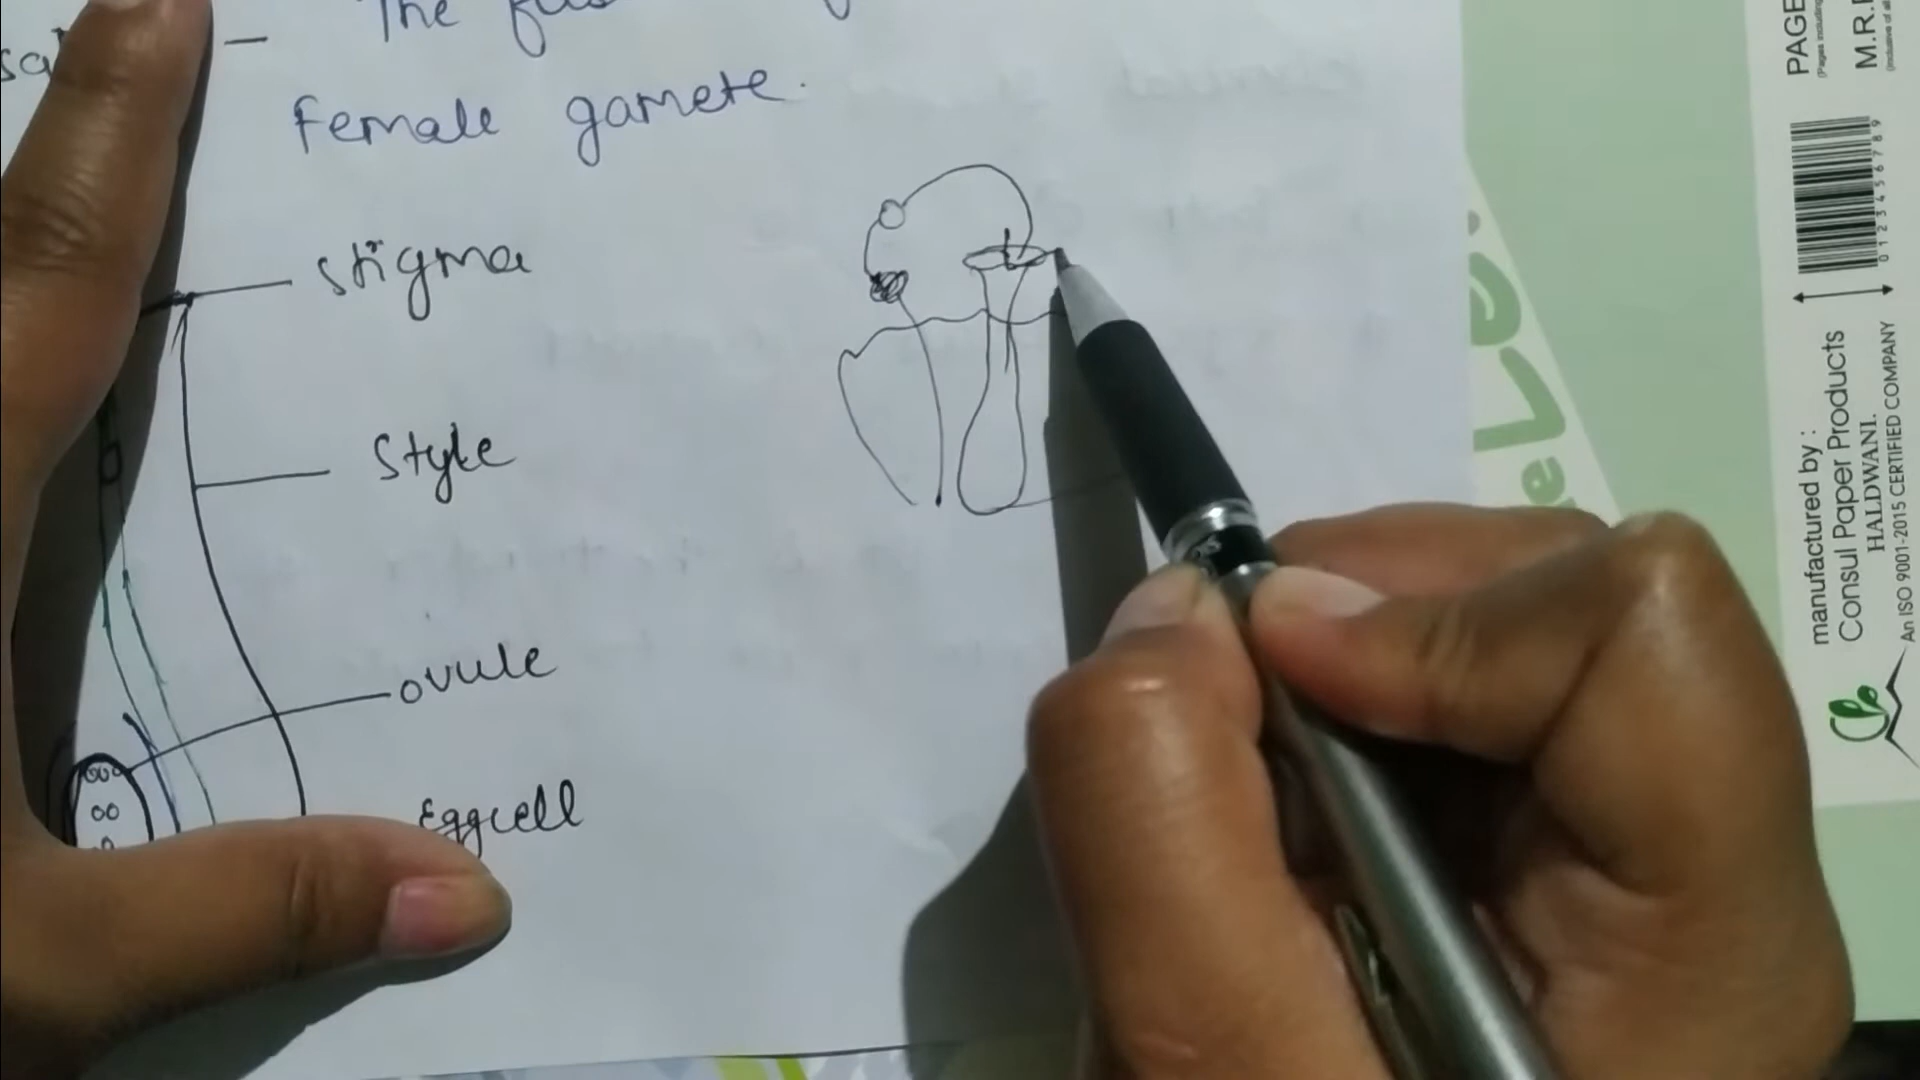 – The
Female gamete.
Stigma
Style
ovule
Eggcell
PAGE
M.R.
0123456789
manufactured by :
Consul Paper Products
HALDWANI.
An ISO 9001-2015 CERTIFIED COMPANY